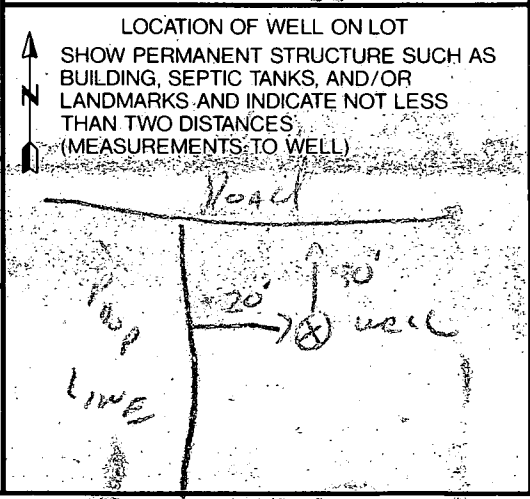 LOCATION OF WELL ON LOT
SHOW PERMANENT STRUCTURE SUCH AS
BUILDING, SEPTIC TANKS, AND/OR
N LANDMARKS AND INDICATE NOT LESS
THAN TWO DISTANCES
(MEASUREMENTS TO WELL)
Road
Prop
20'
well
Line